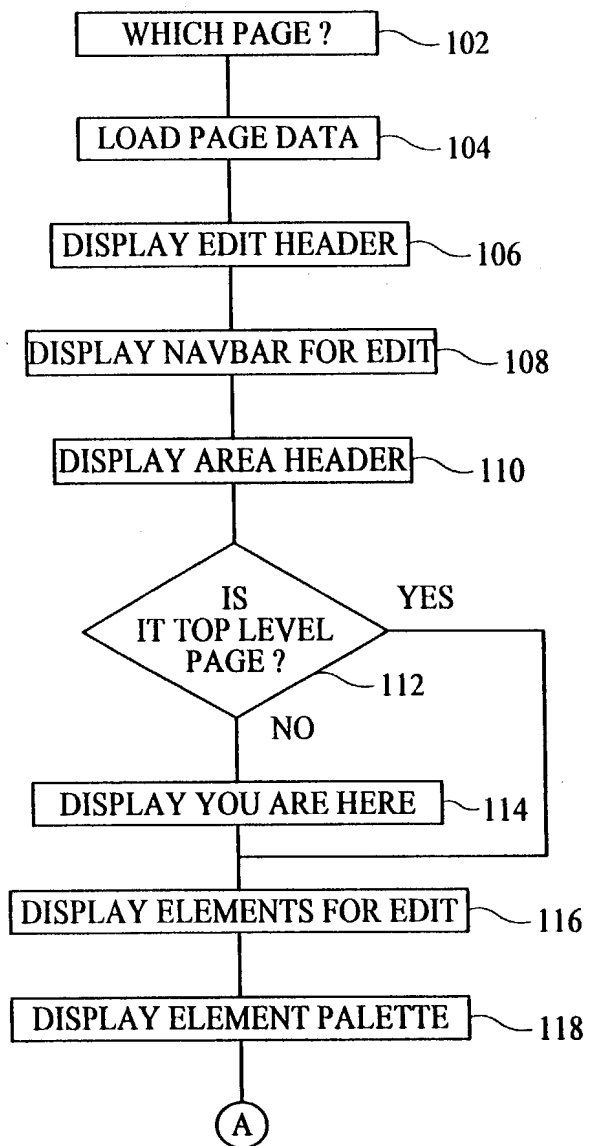 WHICH PAGE ?
102
LOAD PAGE DATA
104
DISPLAY EDIT HEADER
106
DISPLAY NAVBAR FOR EDIT
108
DISPLAY AREA HEADER
110
IS
IT TOP LEVEL
PAGE ?
YES
112
NO
DISPLAY YOU ARE HERE
114
DISPLAY ELEMENTS FOR EDIT
116
DISPLAY ELEMENT PALETTE
118
A